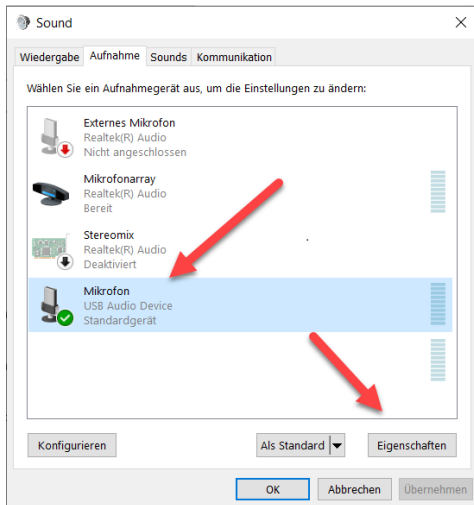 Sound
Wiedergabe Aufnahme Sounds Kommunikation
Wählen Sie ein Aufnahmegerät aus, um die Einstellungen zu ändern:
Externes Mikrofon
Realtek(R) Audio
Nicht angeschlossen
Mikrofonarray
Realtek(R) Audio
Bereit
Stereomix
Realtek(R) Audio
Deaktiviert
Mikrofon
USB Audio Device
Standardgerät
Konfigurieren Als Standard Eigenschaften
OK Abbrechen Übernehmen